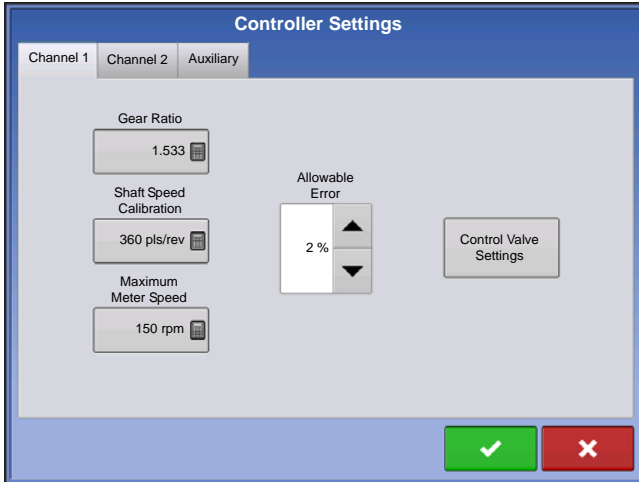 Controller Settings
Channel 1
Channel 2
Auxiliary
Gear Ratio
1.533
Shaft Speed
Calibration
360 pls/rev
Maximum
Meter Speed
150 rpm
Allowable
Error
2 %
Control Valve
Settings